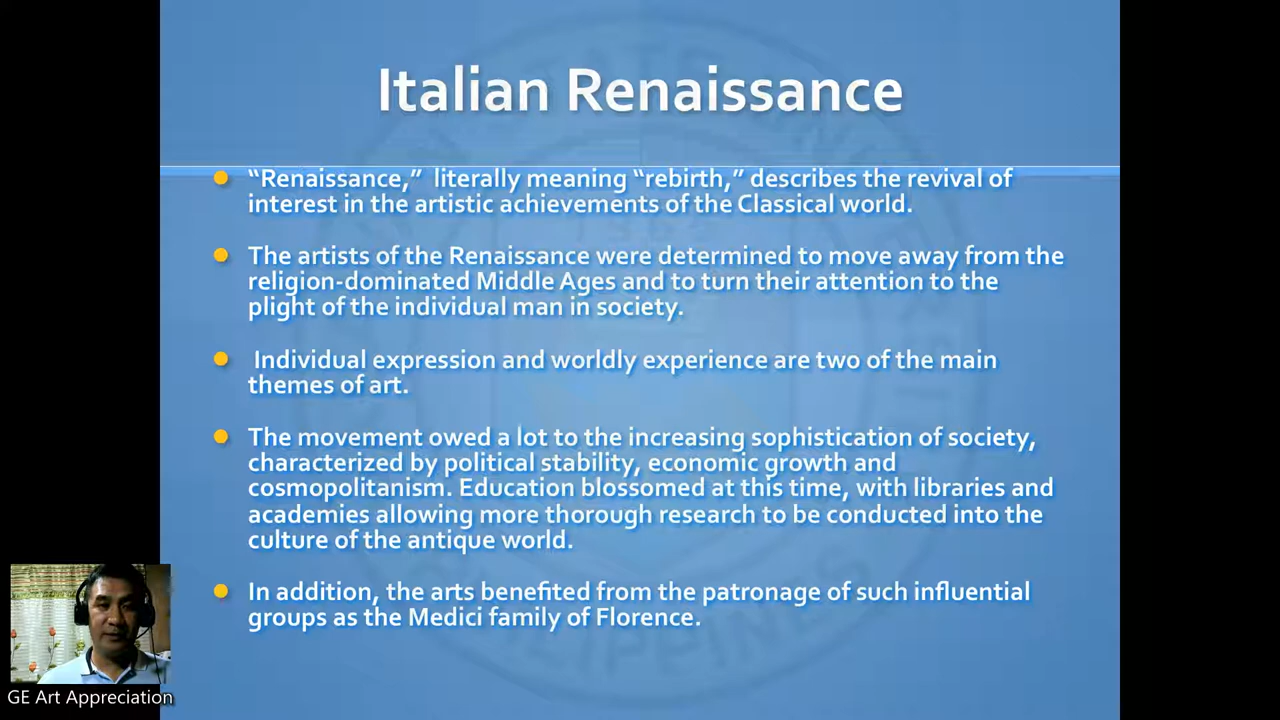 Italian Renaissance
“Renaissance,” literally meaning “rebirth,” describes the revival of
interest in the artistic achievements of the Classical world.
The artists of the Renaissance were determined to move away from the
religion-dominated Middle Ages and to turn their attention to the
plight of the individual man in society.
Individual expression and worldly experience are two of the main
themes of art.
The movement owed a lot to the increasing sophistication of society,
characterized by political stability, economic growth and
cosmopolitanism. Education blossomed at this time, with libraries and
academies allowing more thorough research to be conducted into the
culture of the antique world.
In addition, the arts benefited from the patronage of such influential
groups as the Medici family of Florence.
GE Art Appreciation